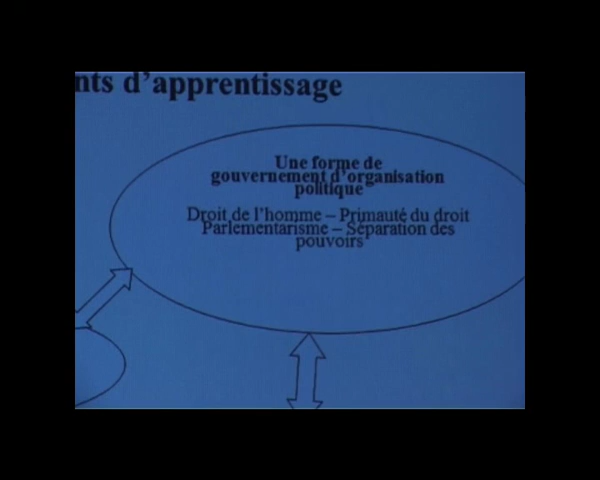 nts d'apprentissage
Une forme de
gouvernement d'organisation
politique
Droit de l'homme – Primauté du droit
Parlementarisme – Séparation des
pouvoirs